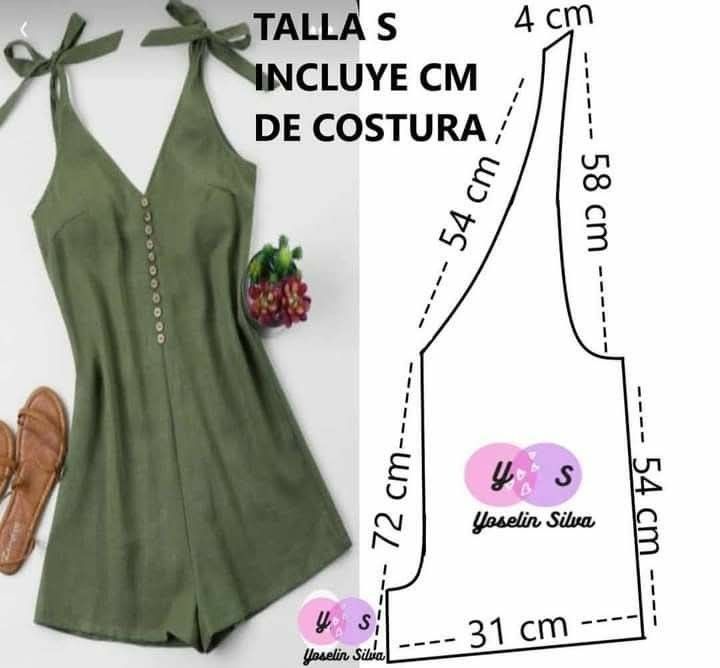 TALLA S
INCLUYE CM
DE COSTURA
4 cm
54 cm
58 cm
72 cm
54 cm
31 cm
y S
Yoselin Silva
y S
Yoselin Silva